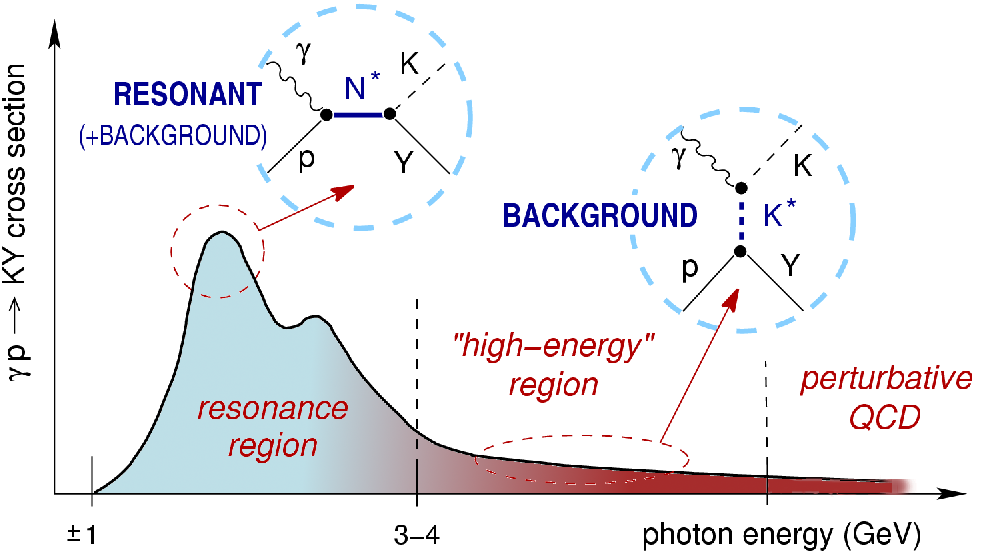 γ
K
N*
RESONANT
(+BACKGROUND)
p
Y
γ
K
BACKGROUND
K*
p
Y
γ p → KY cross section
"high−energy"
region
perturbative
QCD
resonance
region
±1
3−4
photon energy (GeV)